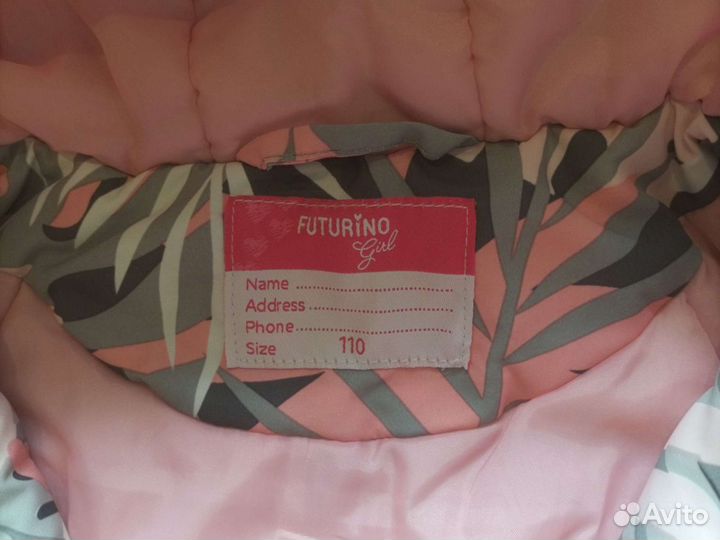 FUTURiNO
Girl
Name ..............................
Address ..........................
Phone ............................
Size 110
Avito